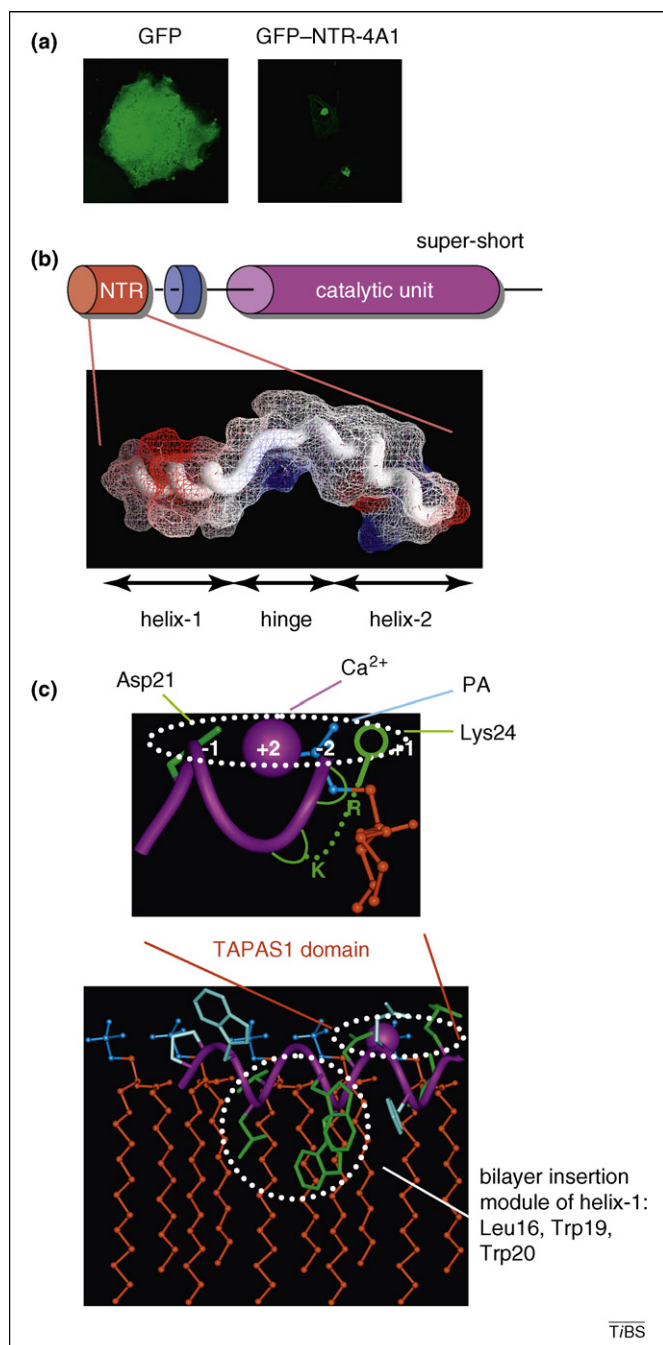 (a)
GFP
GFP–NTR-4A1
(b)
super-short
NTR
catalytic unit
helix-1
hinge
helix-2
(c)
Asp21
Ca2+
PA
Lys24
-1
+2
-2
+1
R
K
TAPAS1 domain
bilayer insertion
module of helix-1:
Leu16, Trp19,
Trp20
TiBS